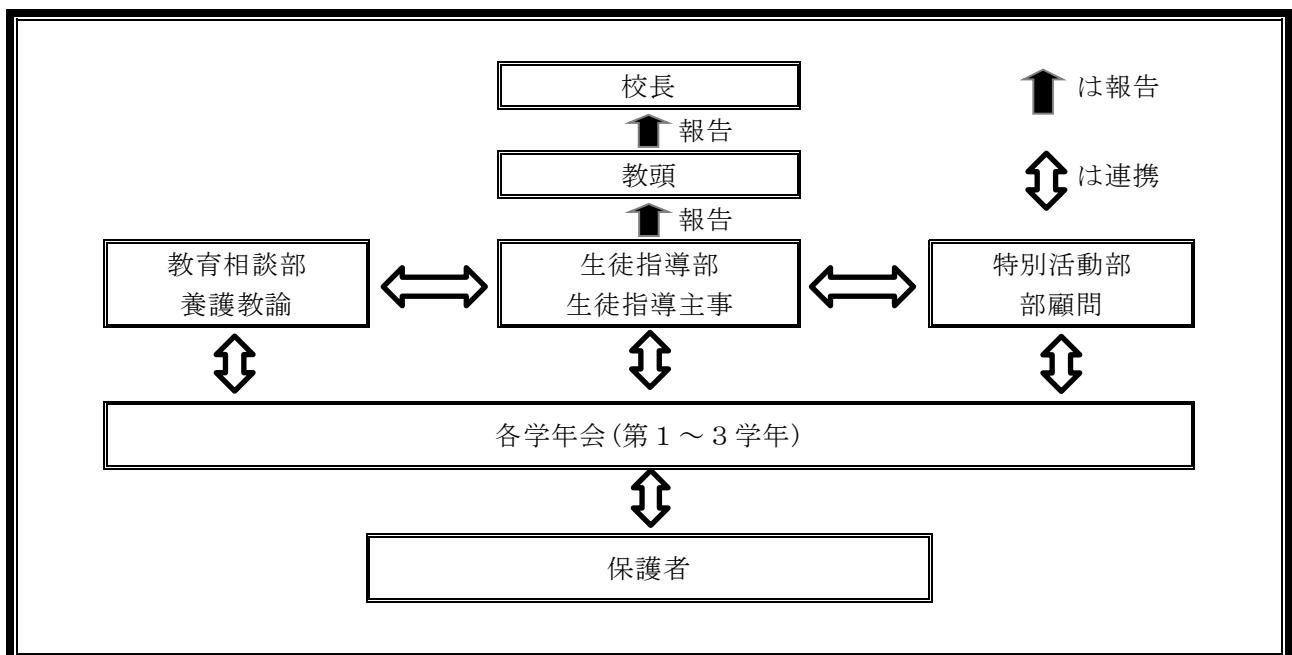 校長
は報告
報告
教頭
は連携
報告
教育相談部
養護教諭
生徒指導部
生徒指導主事
特別活動部
部顧問
各学年会(第１～３学年)
保護者